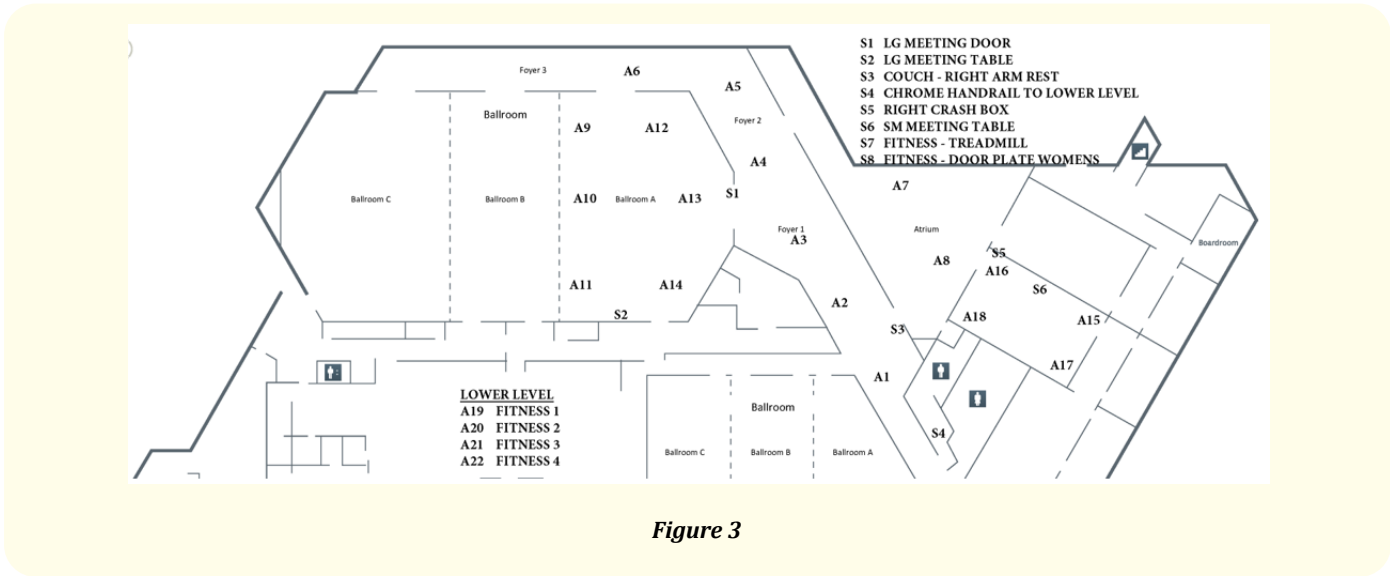 S1 LG MEETING DOOR
S2 LG MEETING TABLE
S3 COUCH - RIGHT ARM REST
S4 CHROME HANDRAIL TO LOWER LEVEL
S5 RIGHT CRASH BOX
S6 SM MEETING TABLE
S7 FITNESS - TREADMILL
S8 FITNESS - DOOR PLATE WOMENS
Foyer 3
A6
A5
Ballroom
Foyer 2
A9
A12
A4
A7
Ballroom C
Ballroom B
A10
Ballroom A
A13
S1
Foyer 1
A3
Atrium
Boardroom
A8
S5
A16
A11
A14
S6
A2
S2
S3
A18
A15
A17
A1
LOWER LEVEL
A19 FITNESS 1
A20 FITNESS 2
A21 FITNESS 3
A22 FITNESS 4
Ballroom
S4
Ballroom C
Ballroom B
Ballroom A
Figure 3